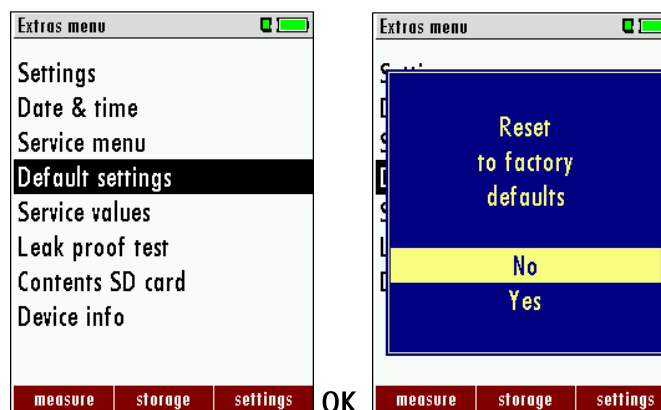 Extras menu
Settings
Date & time
Service menu
Default settings
Service values
Leak proof test
Contents SD card
Device info
measure storage settings
OK
Extras menu
Reset
to factory
defaults
No
Yes
measure storage settings